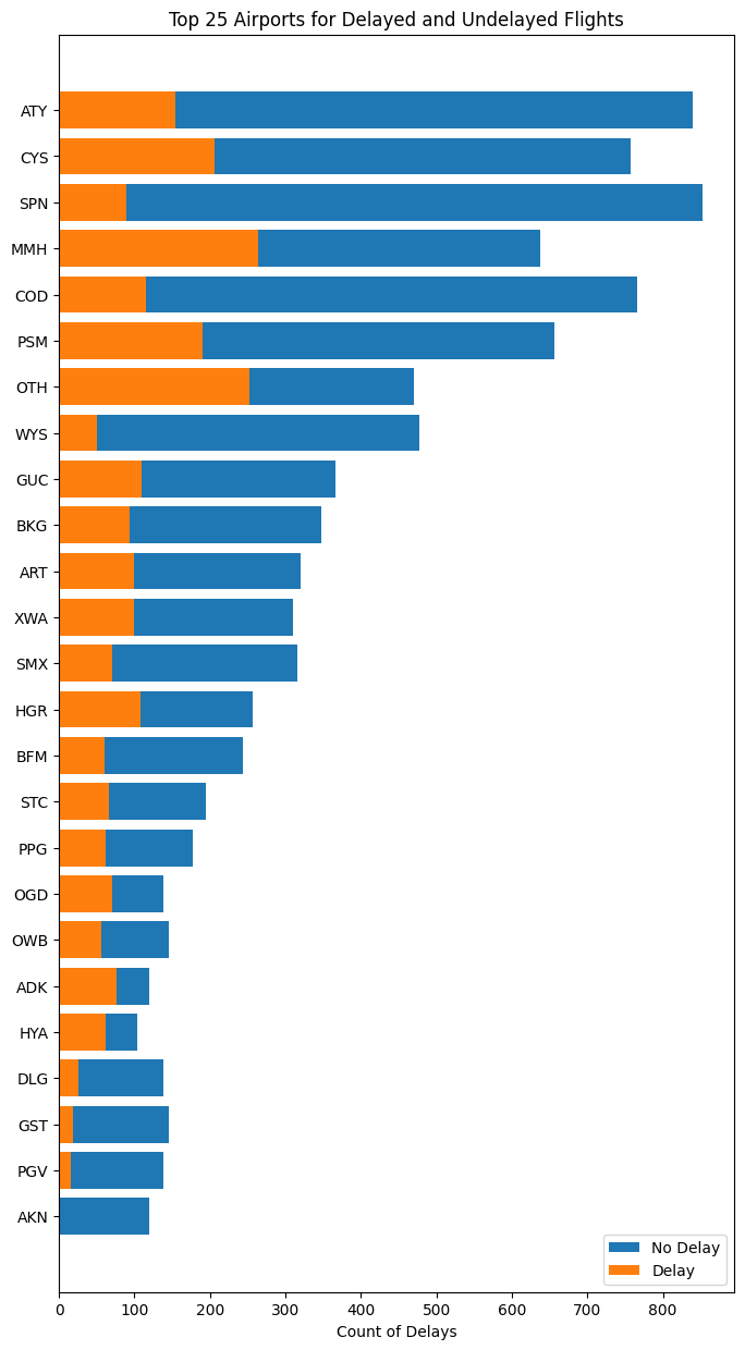 Top 25 Airports for Delayed and Undelayed Flights
ATY
CYS
SPN
MMH
COD
PSM
OTH
WYS
GUC
BKG
ART
XWA
SMX
HGR
BFM
STC
PPG
OGD
OWB
ADK
HYA
DLG
GST
PGV
AKN
No Delay
Delay
0 100 200 300 400 500 600 700 800
Count of Delays